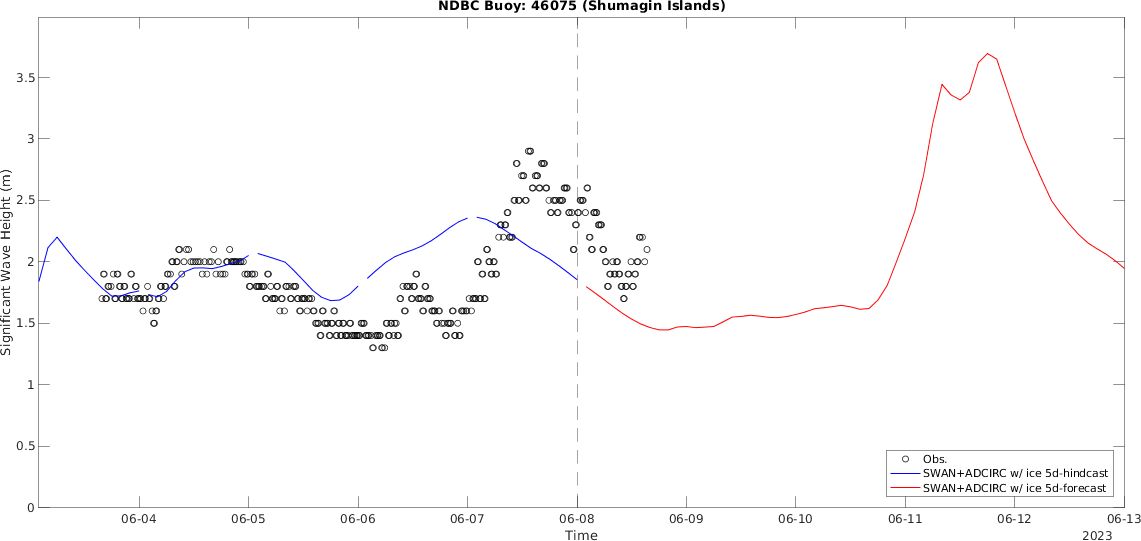 NDBC Buoy: 46075 (Shumagin Islands)
Significant Wave Height (m)
3.5
3
2.5
2
1.5
1
0.5
0
06-04 06-05 06-06 06-07 06-08 06-09 06-10 06-11 06-12 06-13
Time
2023
Obs.
SWAN+ADCIRC w/ ice 5d-hindcast
SWAN+ADCIRC w/ ice 5d-forecast